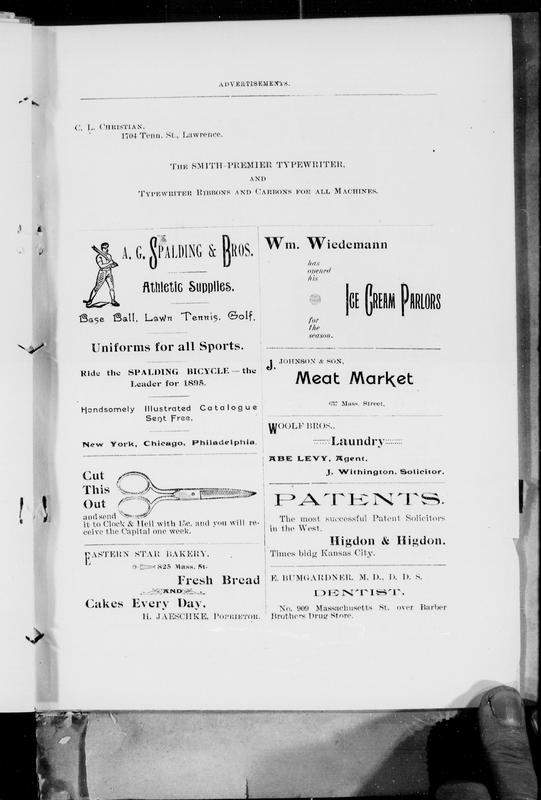 ADVERTISEMENTS.
C. L. CHRISTIAN,
1704 Tenn. St., Lawrence.
THE SMITH-PREMIER TYPEWRITER,
AND
TYPEWRITER RIBBONS AND CARBONS FOR ALL MACHINES.
A. G. SPALDING & BROS.
Athletic Supplies.
Base Ball, Lawn Tennis, Golf.
Uniforms for all Sports.
Ride the SPALDING BICYCLE—the
Leader for 1895.
Handsomely Illustrated Catalogue
Sent Free.
New York, Chicago, Philadelphia.
Cut
This
Out
and send
it to Clock & Hell with 15c. and you will re-
ceive the Capital one week.
EASTERN STAR BAKERY,
825 Mass. St.
Fresh Bread
AND
Cakes Every Day.
H. JAESCHKE, POPRIETOR.
Wm. Wiedemann
has
opened
his
ICE CREAM PARLORS
for
the
season.
J. JOHNSON & SON,
Meat Market
Mass. Street.
WOOLF BROS.,
Laundry
ABE LEVY, Agent.
J. Withington, Solicitor.
PATENTS.
The most successful Patent Solicitors
in the West.
Higdon & Higdon,
Times bldg Kansas City.
E. BUMGARDNER, M. D., D. D. S.
DENTIST.
No. 909 Massachusetts St. over Barber
Brothers Drug Store.